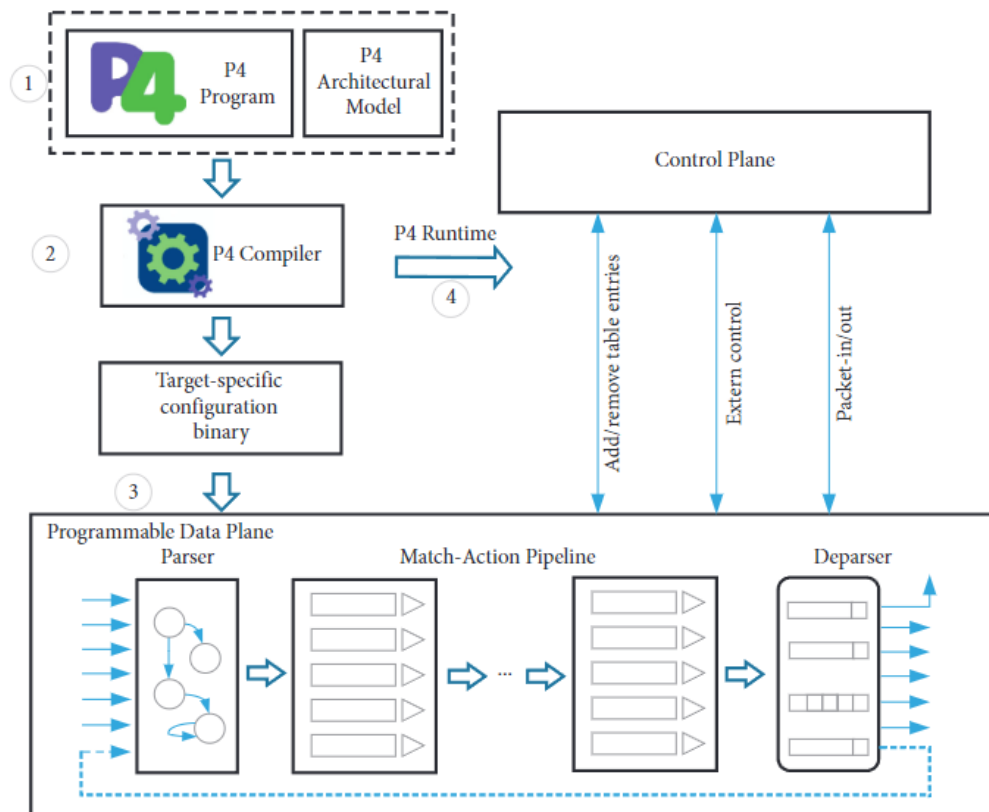 1
P4
P4
Program
P4
Architectural
Model
2
P4 Compiler
P4 Runtime
4
Control Plane
Target-specific
configuration
binary
3
Add/remove table entries
Extern control
Packet-in/out
Programmable Data Plane
Parser
Match-Action Pipeline
Deparser
...